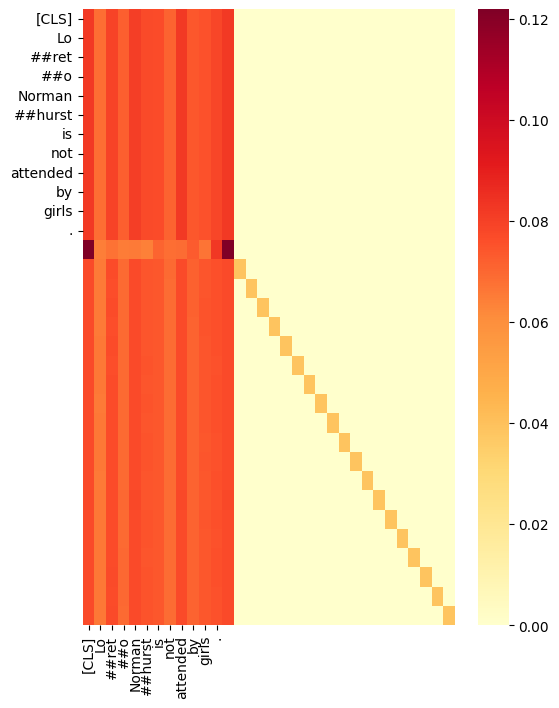 [CLS]
Lo
##ret
##o
Norman
##hurst
is
not
attended
by
girls
.
0.12
0.10
0.08
0.06
0.04
0.02
0.00
[CLS]
Lo
##ret
##o
Norman
##hurst
is
not
attended
by
girls
.